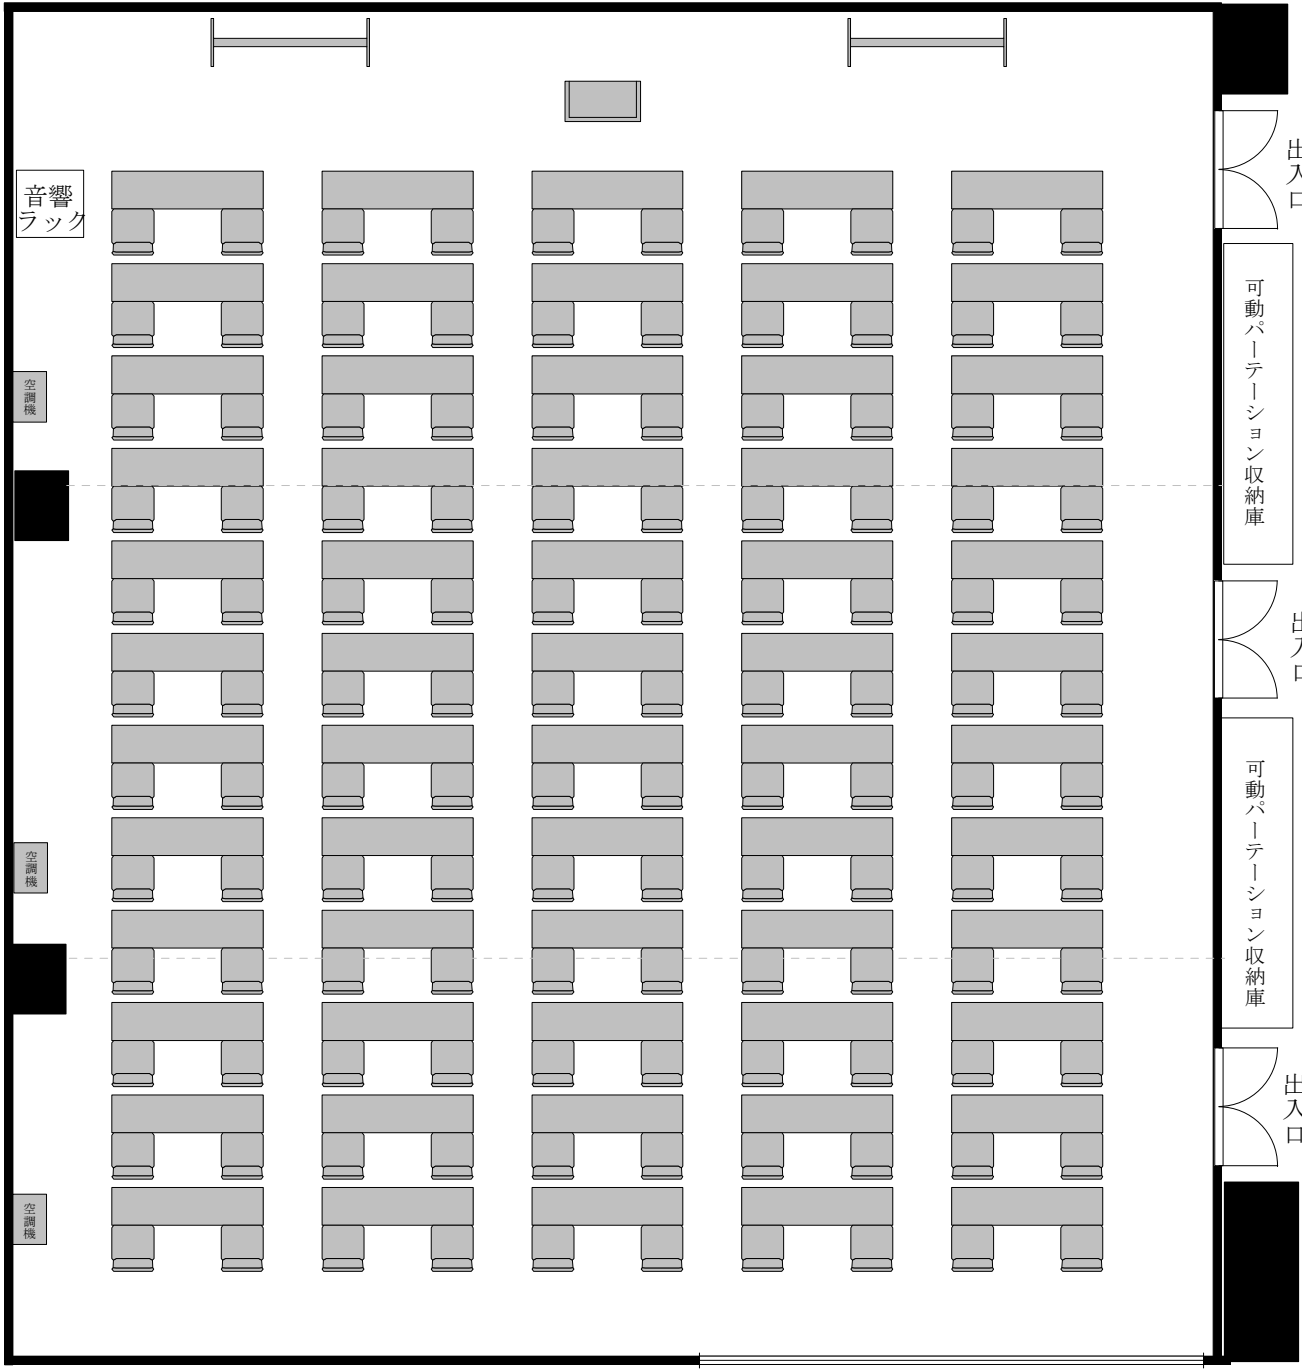 出入口
音響
ラック
可動パーテーション収納庫
空調機
出入口
可動パーテーション収納庫
空調機
出入口
空調機